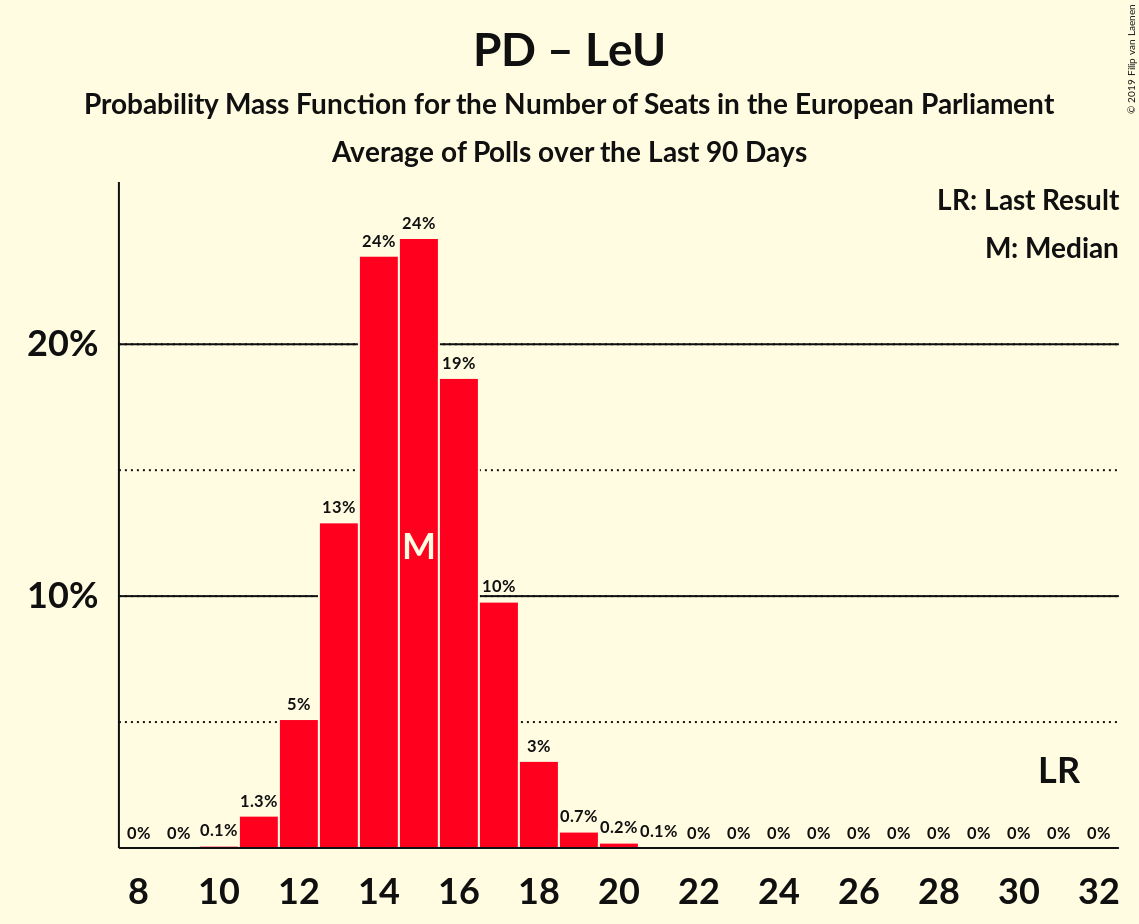 PD – LeU
Probability Mass Function for the Number of Seats in the European Parliament
Average of Polls over the Last 90 Days
© 2019 Filip van Laenen
LR: Last Result
M: Median
20%
10%
0% 0% 0.1% 1.3% 5% 13% 24% 24% 19% 10% 3% 0.7% 0.2% 0.1% 0% 0% 0% 0% 0% 0% 0% 0% 0% 0% 0%
M
LR
8 10 12 14 16 18 20 22 24 26 28 30 32